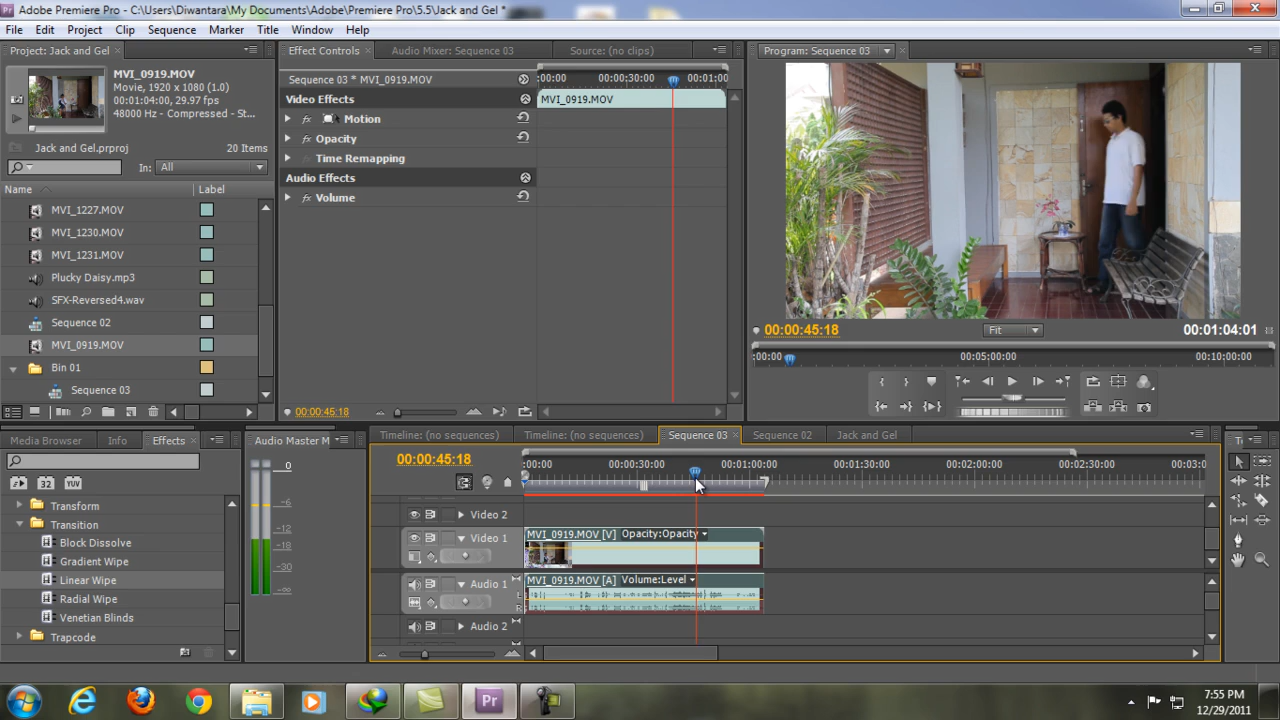 Adobe Premiere Pro - C:\Users\Diwantara\My Documents\Adobe\Premiere Pro\5.5\Jack and Gel *
File Edit Project Clip Sequence Marker Title Window Help
Project: Jack and Gel
MVI_0919.MOV
Movie, 1920 x 1080 (1.0)
00:01:04:00, 29.97 fps
48000 Hz - Compressed - St...
Jack and Gel.prproj 20 Items
In: All
Name Label
MVI_1227.MOV
MVI_1230.MOV
MVI_1231.MOV
Plucky Daisy.mp3
SFX-Reversed4.wav
Sequence 02
MVI_0919.MOV
Bin 01
Sequence 03
Effect Controls Audio Mixer: Sequence 03 Source: (no clips)
Sequence 03 * MVI_0919.MOV :00:00 00:00:30:00 00:01:00
Video Effects MVI_0919.MOV
fx Motion
fx Opacity
Time Remapping
Audio Effects
fx Volume
00:00:45:18
Program: Sequence 03
00:00:45:18 Fit 00:01:04:01
:00:00 00:05:00:00 00:10:00:00
Media Browser Info Effects
32 YUV
Transform
Transition
Block Dissolve
Gradient Wipe
Linear Wipe
Radial Wipe
Venetian Blinds
Trapcode
Audio Master M
0
-6
-12
-18
-30
-∞
Timeline: (no sequences) Timeline: (no sequences) Sequence 03 Sequence 02 Jack and Gel
00:00:45:18 :00:00 00:00:30:00 00:01:00:00 00:01:30:00 00:02:00:00 00:02:30:00 00:03:0
Video 2
Video 1 MVI_0919.MOV [V] Opacity:Opacity
Audio 1 MVI_0919.MOV [A] Volume:Level
L
R
Audio 2
T
Pr
7:55 PM
12/29/2011